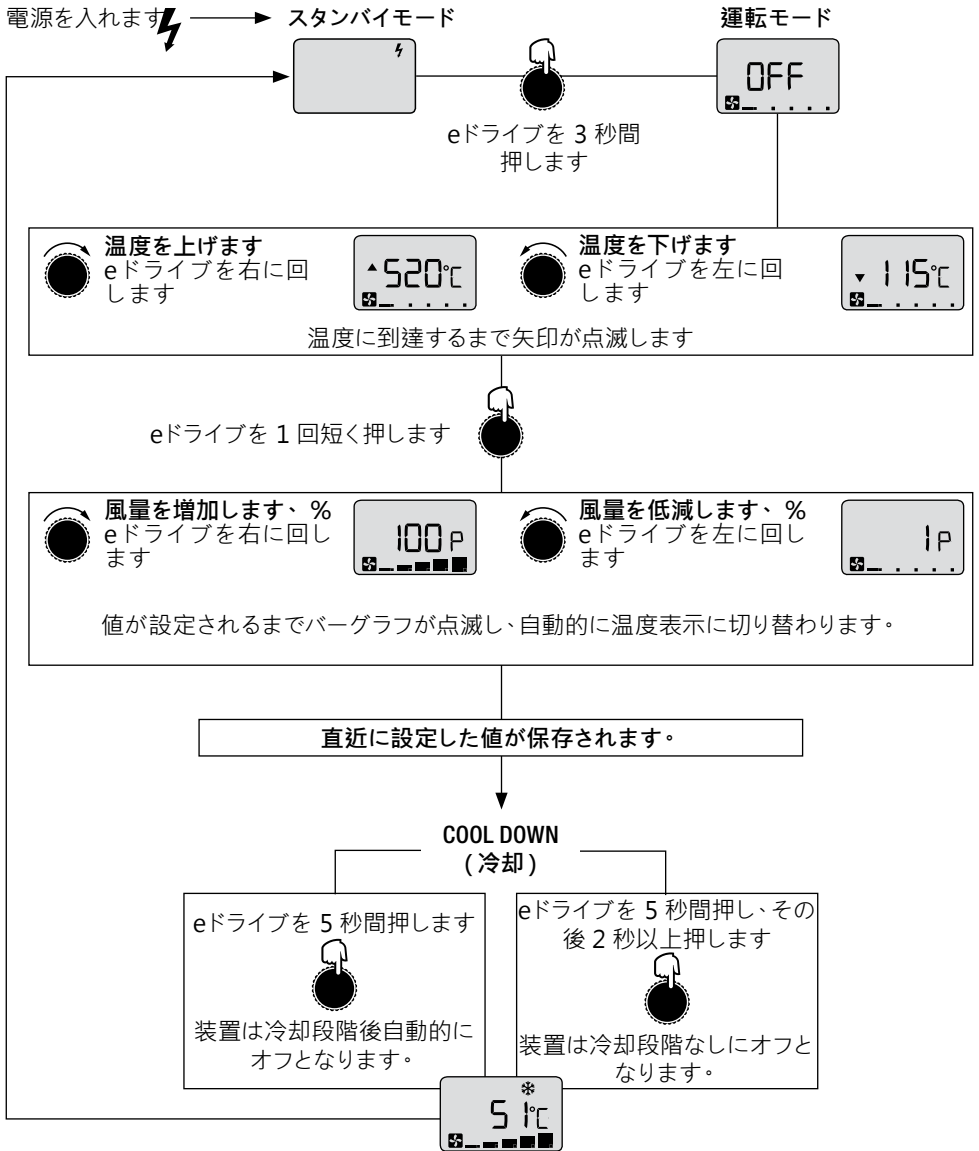 電源を入れます
スタンバイモード
運転モード
OFF
eドライブを 3 秒間
押します
温度を上げます
eドライブを右に回
します
520℃
温度を下げます
eドライブを左に回
します
115℃
温度に到達するまで矢印が点滅します
eドライブを 1 回短く押します
風量を増加します、%
eドライブを右に回し
ます
100 P
風量を低減します、%
eドライブを左に回し
ます
1 P
値が設定されるまでバーグラフが点滅し、自動的に温度表示に切り替わります。
直近に設定した値が保存されます。
COOL DOWN
(冷却)
eドライブを 5 秒間押します
装置は冷却段階後自動的に
オフとなります。
eドライブを 5 秒間押し、その
後 2 秒以上押します
装置は冷却段階なしにオフと
なります。
51℃